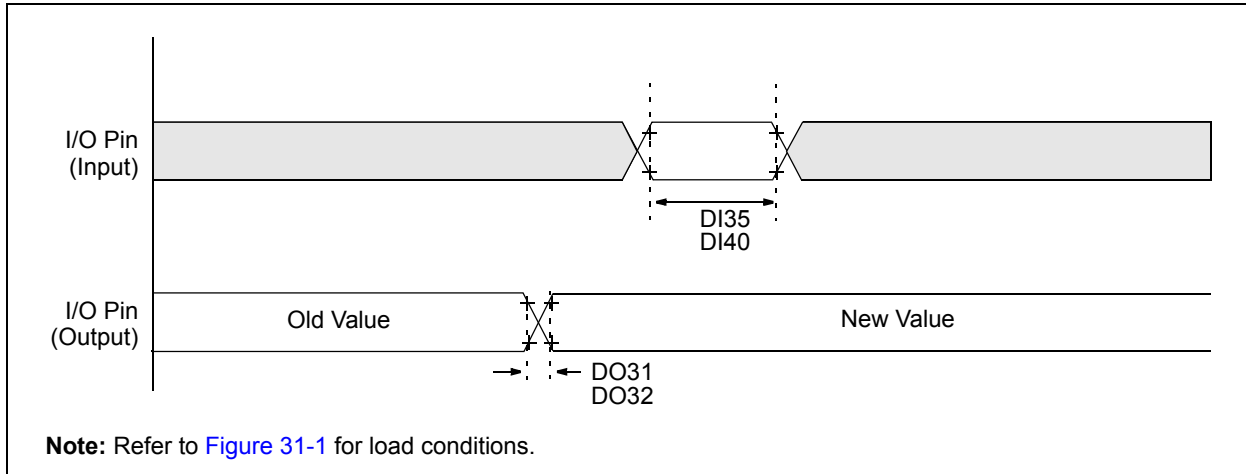 I/O Pin
(Input)
DI35
DI40
I/O Pin
(Output)
Old Value
New Value
DO31
DO32
Note: Refer to Figure 31-1 for load conditions.